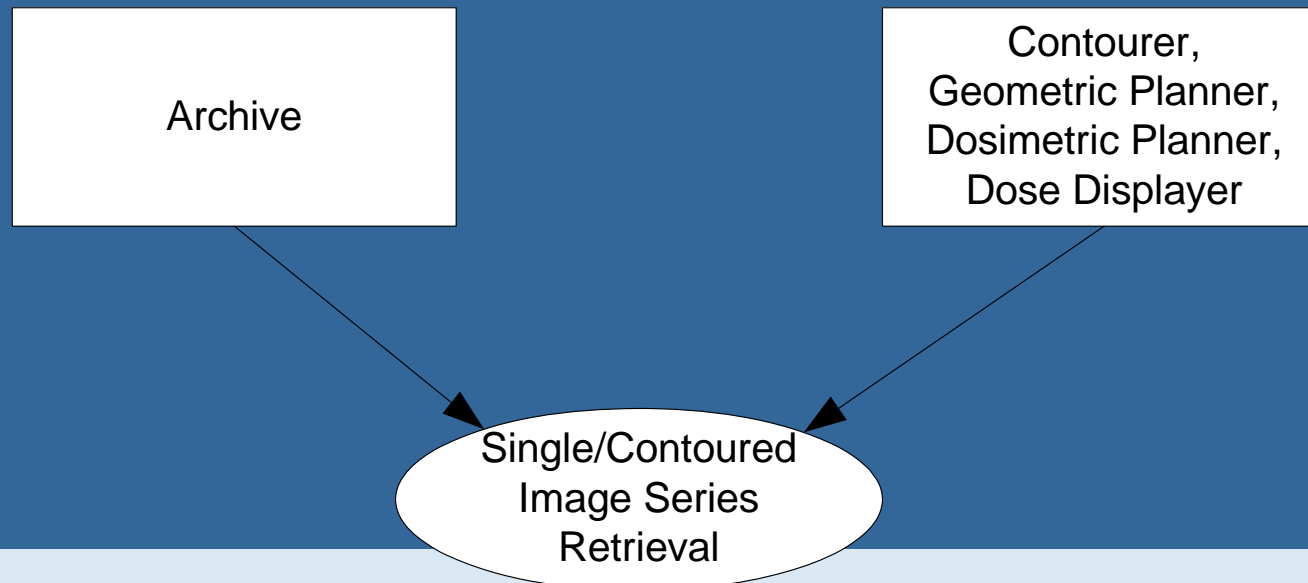 Archive
Contourer,
Geometric Planner,
Dosimetric Planner,
Dose Displayer
Single/Contoured
Image Series
Retrieval